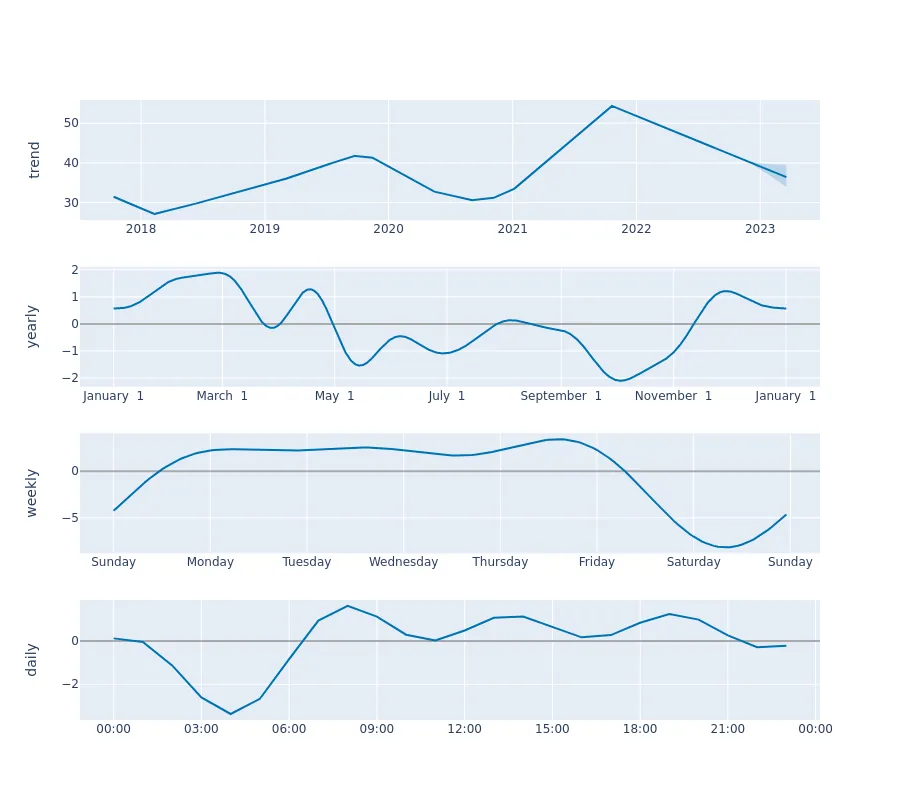 trend
50
40
30
2018 2019 2020 2021 2022 2023
yearly
2
1
0
−1
−2
January 1 March 1 May 1 July 1 September 1 November 1 January 1
weekly
0
−5
Sunday Monday Tuesday Wednesday Thursday Friday Saturday Sunday
daily
0
−2
00:00 03:00 06:00 09:00 12:00 15:00 18:00 21:00 00:00